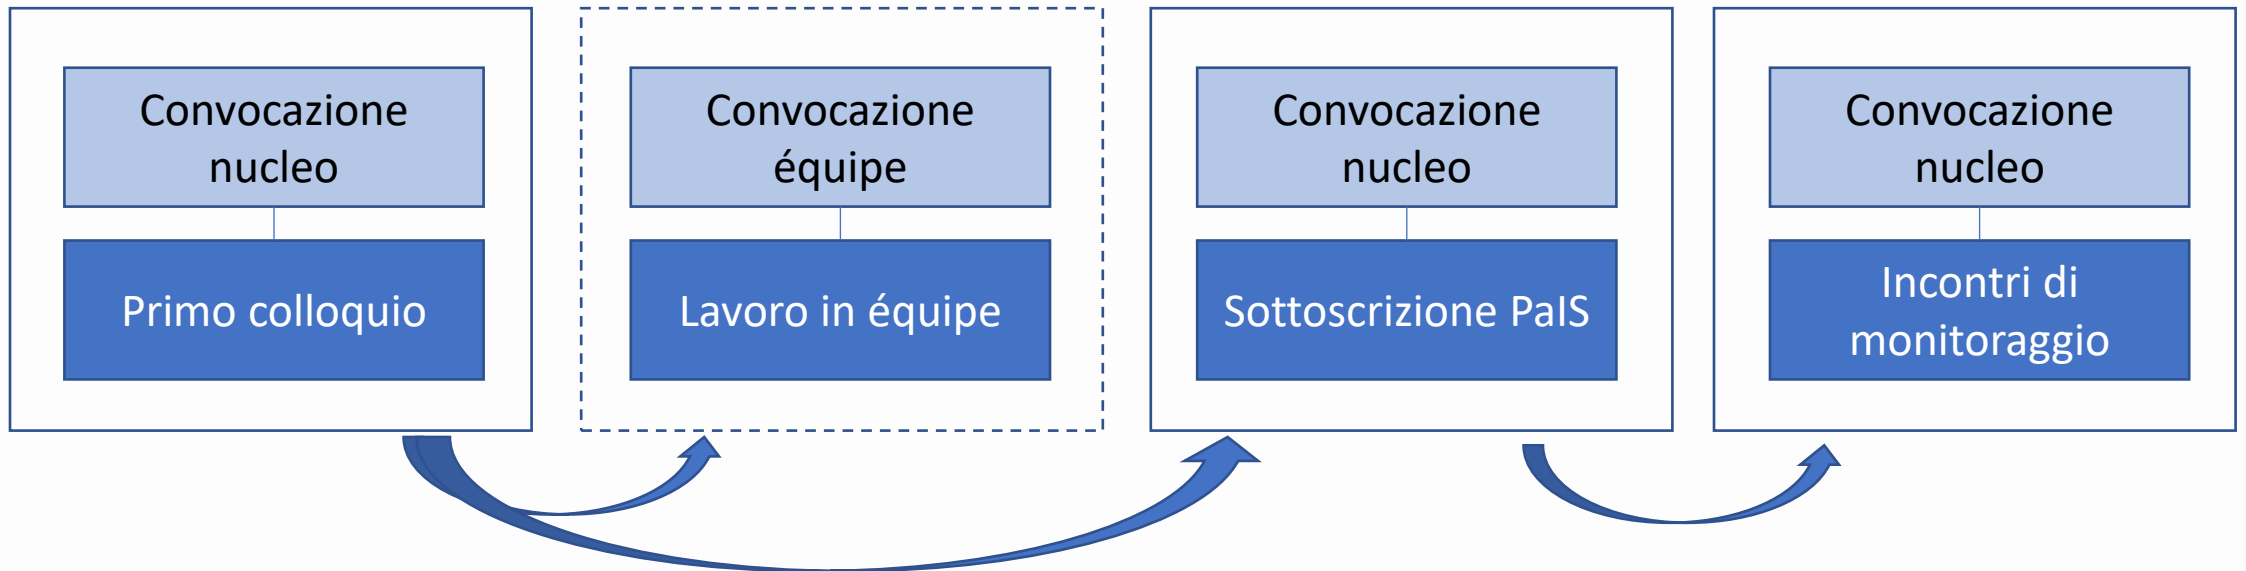 Convocazione
nucleo
Primo colloquio
Convocazione
équipe
Lavoro in équipe
Convocazione
nucleo
Sottoscrizione PaIS
Convocazione
nucleo
Incontri di
monitoraggio